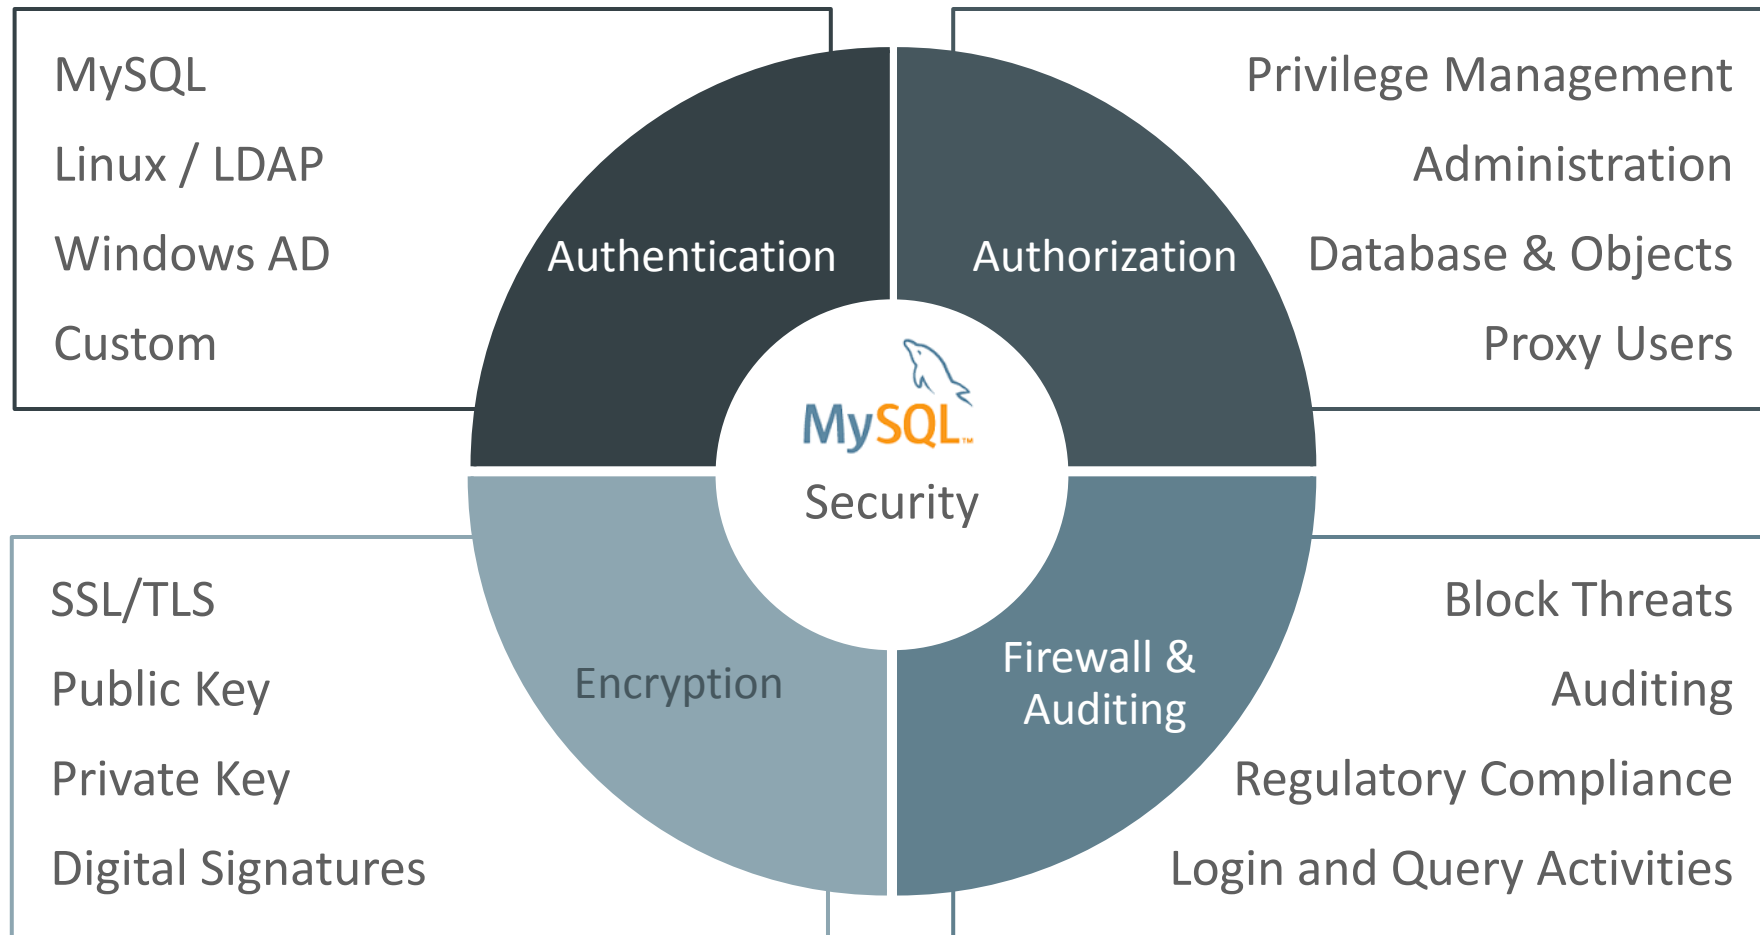 MySQL
Linux / LDAP
Windows AD
Custom
Authentication
Privilege Management
Administration
Database & Objects
Proxy Users
Authorization
MySQL™
Security
SSL/TLS
Public Key
Private Key
Digital Signatures
Encryption
Firewall &
Auditing
Block Threats
Auditing
Regulatory Compliance
Login and Query Activities